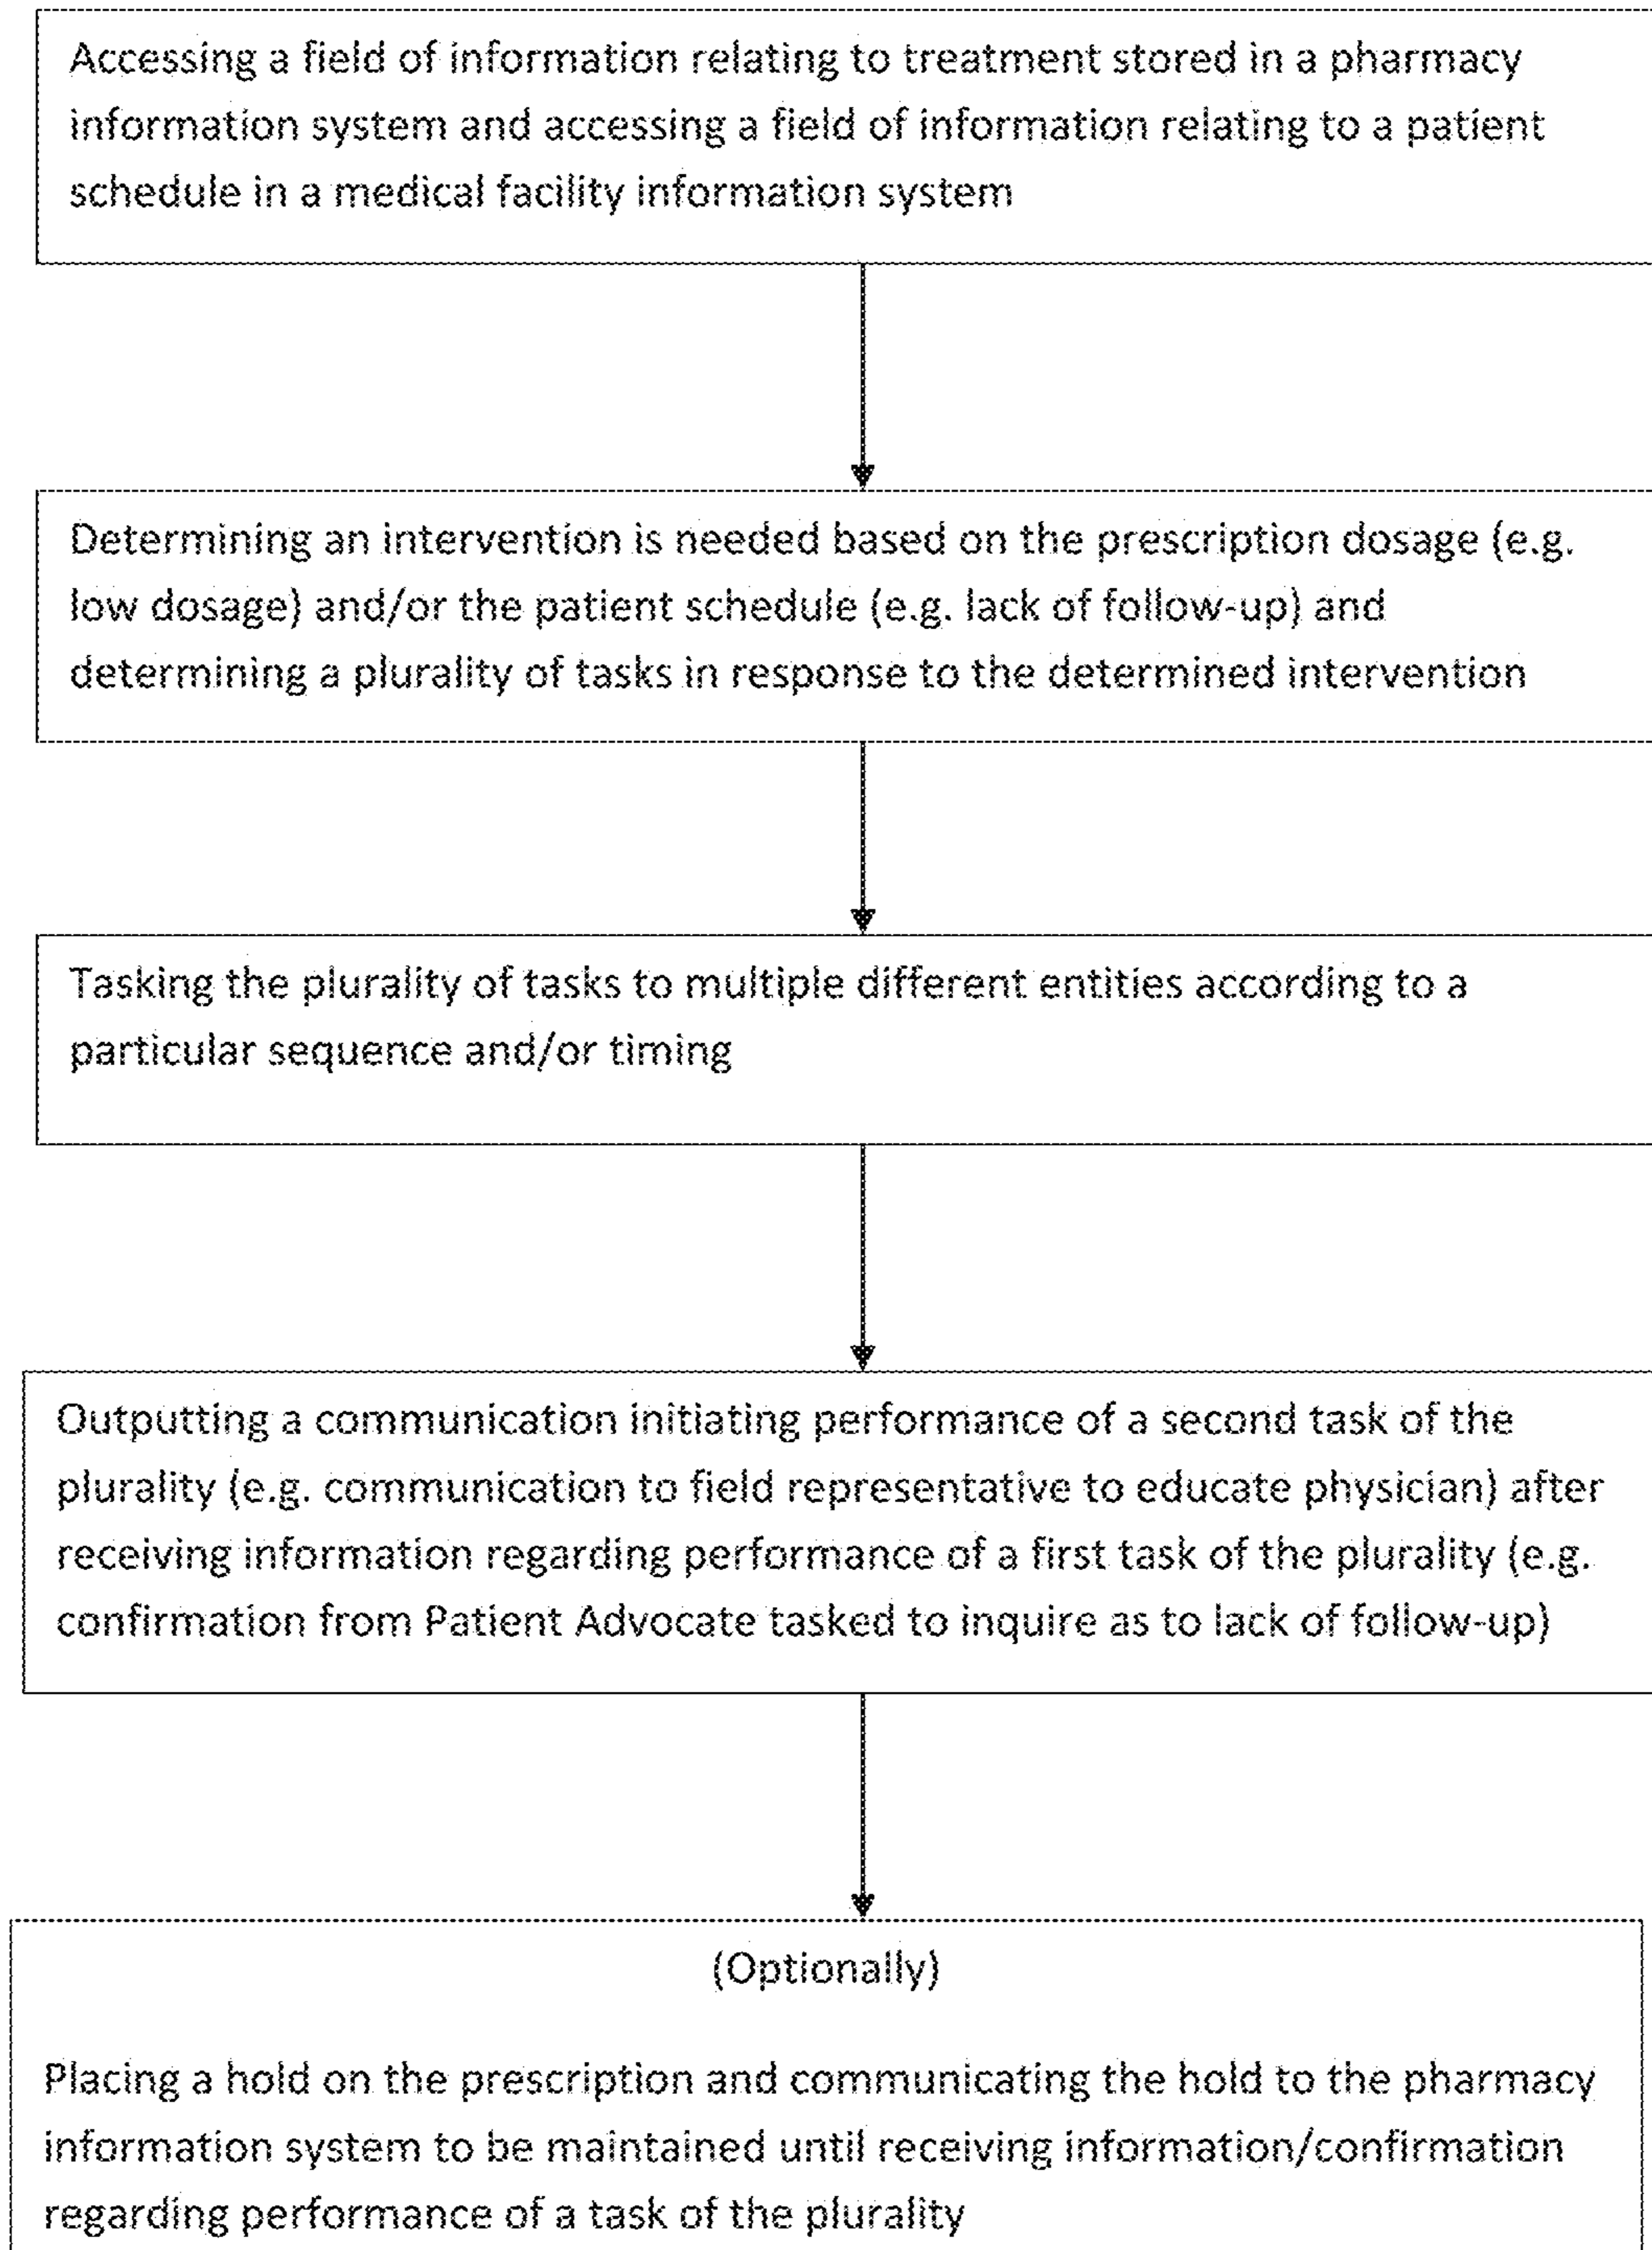 Accessing a field of information relating to treatment stored in a pharmacy
information system and accessing a field of information relating to a patient
schedule in a medical facility information system
Determining an intervention is needed based on the prescription dosage (e.g.
low dosage) and/or the patient schedule (e.g. lack of follow-up) and
determining a plurality of tasks in response to the determined intervention
Tasking the plurality of tasks to multiple different entities according to a
particular sequence and/or timing
Outputting a communication initiating performance of a second task of the
plurality (e.g. communication to field representative to educate physician) after
receiving information regarding performance of a first task of the plurality (e.g.
confirmation from Patient Advocate tasked to inquire as to lack of follow-up)
(Optionally)
Placing a hold on the prescription and communicating the hold to the pharmacy
information system to be maintained until receiving information/confirmation
regarding performance of a task of the plurality